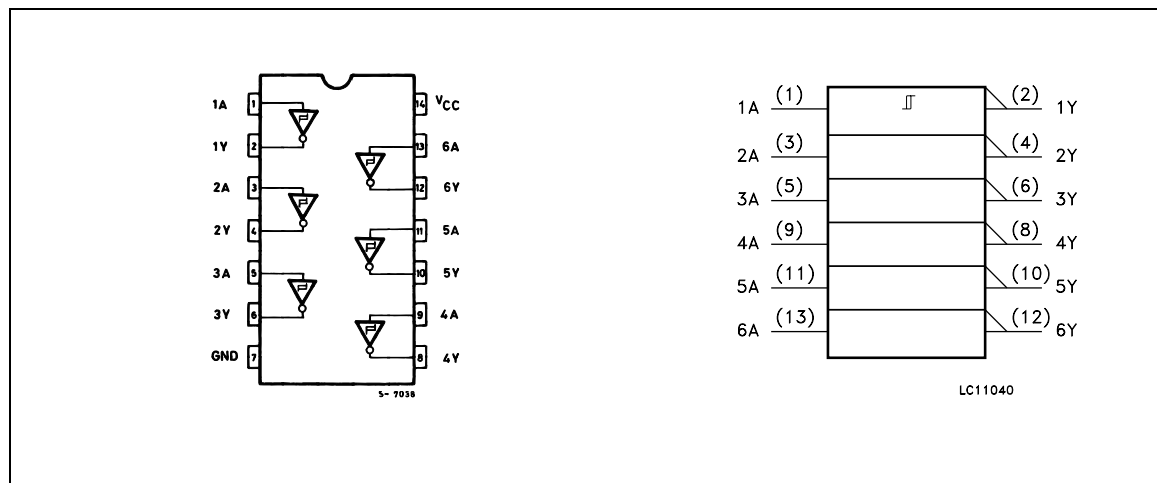 1A 1 14 VCC
1Y 2 13 6A
2A 3 12 6Y
2Y 4 11 5A
3A 5 10 5Y
3Y 6 9 4A
GND 7 8 4Y
S- 7038
1A (1) (2) 1Y
2A (3) (4) 2Y
3A (5) (6) 3Y
4A (9) (8) 4Y
5A (11) (10) 5Y
6A (13) (12) 6Y
LC11040